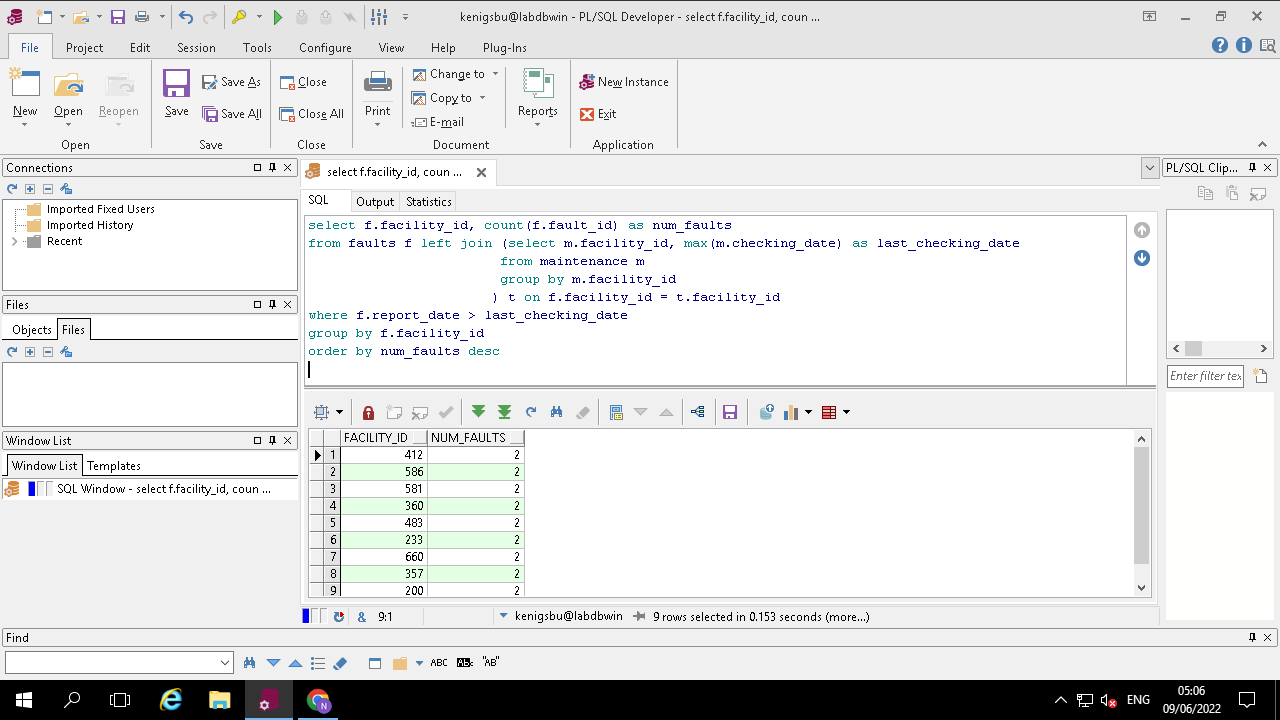 kenigsbu@labdbwin - PL/SQL Developer - select f.facility_id, coun ...
File Project Edit Session Tools Configure View Help Plug-Ins
New Open Reopen Save Save As Save All Close Close All Print Change to Copy to E-mail Reports New Instance Exit
Open Save Close Document Application
Connections
Imported Fixed Users
Imported History
Recent
Files
Objects Files
Window List
Window List Templates
SQL Window - select f.facility_id, coun ...
select f.facility_id, coun ...
SQL Output Statistics
select f.facility_id, count(f.fault_id) as num_faults
from faults f left join (select m.facility_id, max(m.checking_date) as last_checking_date
from maintenance m
group by m.facility_id
) t on f.facility_id = t.facility_id
where f.report_date > last_checking_date
group by f.facility_id
order by num_faults desc
FACILITY_ID NUM_FAULTS
1 412 2
2 586 2
3 581 2
4 360 2
5 483 2
6 233 2
7 660 2
8 357 2
9 200 2
& 9:1 kenigsbu@labdbwin 9 rows selected in 0.153 seconds (more...)
PL/SQL Clip...
Enter filter tex
Find
ABC AB: "AB"
ENG 05:06
09/06/2022